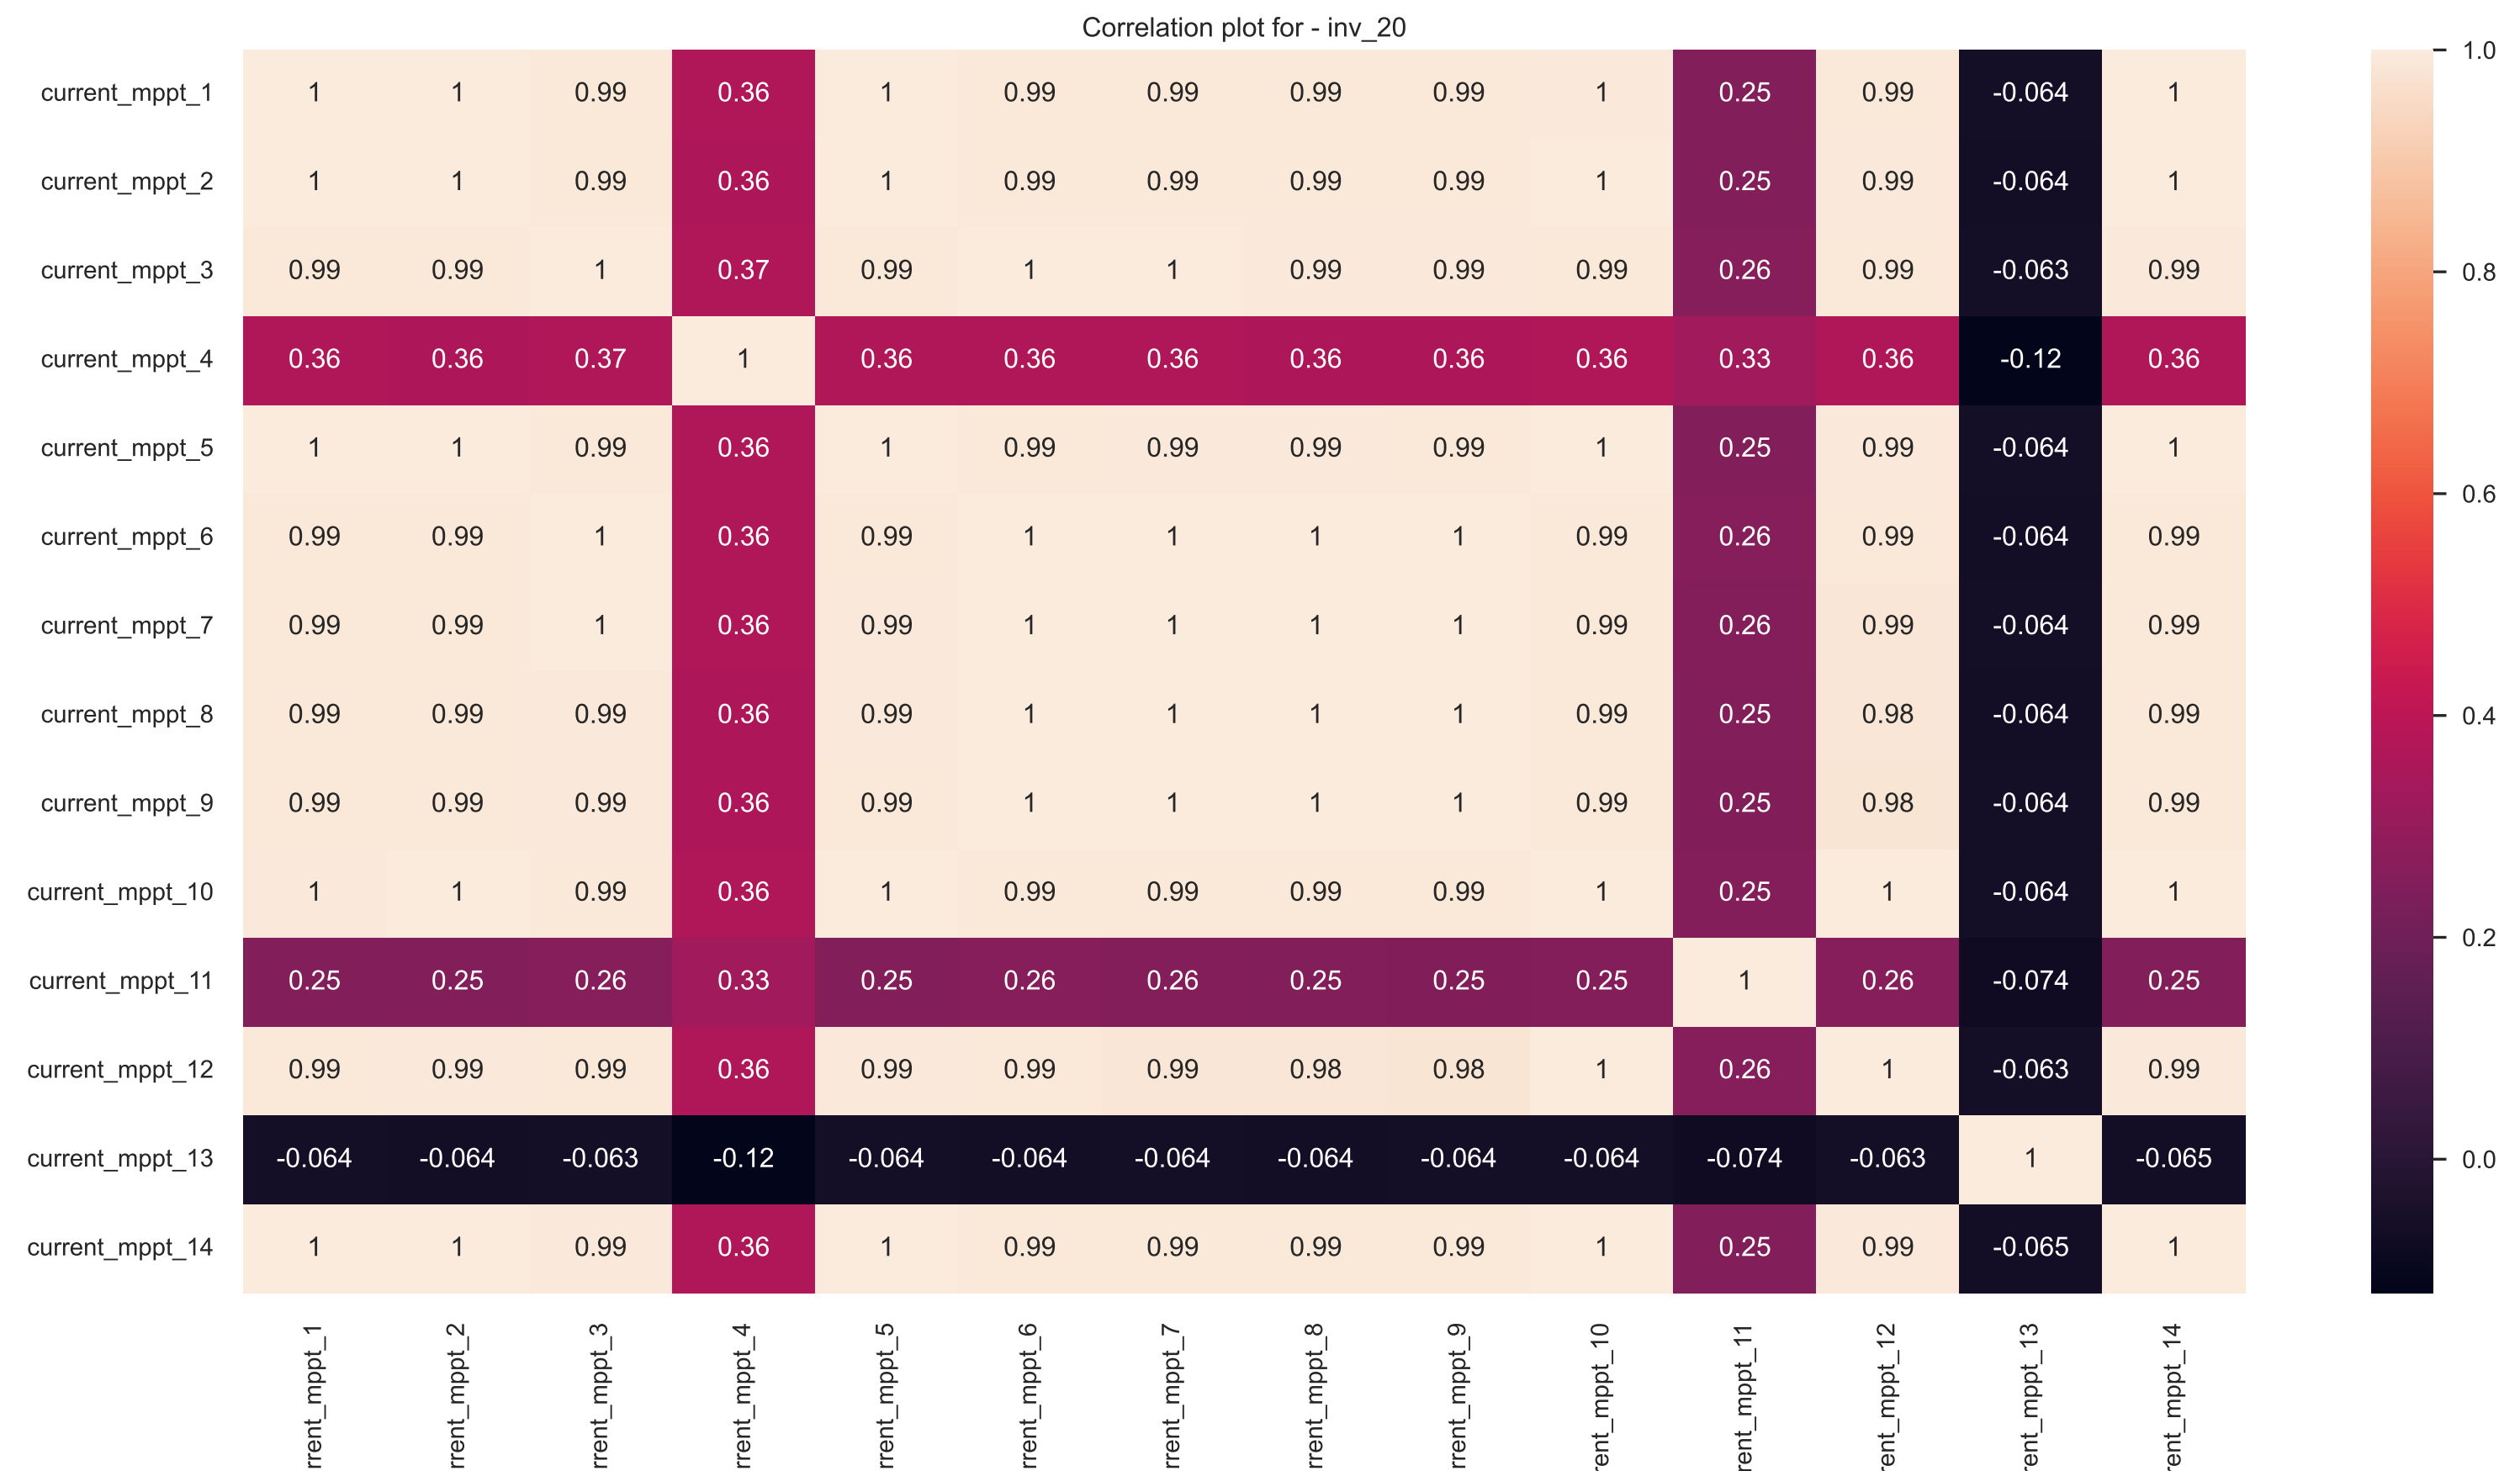 Correlation plot for - inv_20
current_mppt_1 1 1 0.99 0.36 1 0.99 0.99 0.99 0.99 1 0.25 0.99 -0.064 1
current_mppt_2 1 1 0.99 0.36 1 0.99 0.99 0.99 0.99 1 0.25 0.99 -0.064 1
current_mppt_3 0.99 0.99 1 0.37 0.99 1 1 0.99 0.99 0.99 0.26 0.99 -0.063 0.99
current_mppt_4 0.36 0.36 0.37 1 0.36 0.36 0.36 0.36 0.36 0.36 0.33 0.36 -0.12 0.36
current_mppt_5 1 1 0.99 0.36 1 0.99 0.99 0.99 0.99 1 0.25 0.99 -0.064 1
current_mppt_6 0.99 0.99 1 0.36 0.99 1 1 1 1 0.99 0.26 0.99 -0.064 0.99
current_mppt_7 0.99 0.99 1 0.36 0.99 1 1 1 1 0.99 0.26 0.99 -0.064 0.99
current_mppt_8 0.99 0.99 0.99 0.36 0.99 1 1 1 1 0.99 0.25 0.98 -0.064 0.99
current_mppt_9 0.99 0.99 0.99 0.36 0.99 1 1 1 1 0.99 0.25 0.98 -0.064 0.99
current_mppt_10 1 1 0.99 0.36 1 0.99 0.99 0.99 0.99 1 0.25 1 -0.064 1
current_mppt_11 0.25 0.25 0.26 0.33 0.25 0.26 0.26 0.25 0.25 0.25 1 0.26 -0.074 0.25
current_mppt_12 0.99 0.99 0.99 0.36 0.99 0.99 0.99 0.98 0.98 1 0.26 1 -0.063 0.99
current_mppt_13 -0.064 -0.064 -0.063 -0.12 -0.064 -0.064 -0.064 -0.064 -0.064 -0.064 -0.074 -0.063 1 -0.065
current_mppt_14 1 1 0.99 0.36 1 0.99 0.99 0.99 0.99 1 0.25 0.99 -0.065 1
rrent_mppt_1
rrent_mppt_2
rrent_mppt_3
rrent_mppt_4
rrent_mppt_5
rrent_mppt_6
rrent_mppt_7
rrent_mppt_8
rrent_mppt_9
rent_mppt_10
rent_mppt_11
rent_mppt_12
rent_mppt_13
rent_mppt_14
1.0
0.8
0.6
0.4
0.2
0.0